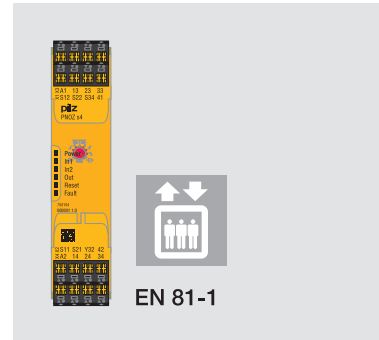 A1 13 23 33
S12 S22 S34 41
pilz
PNOZ s4
Power
In1
In2
Out
Reset
Fault
S11 S21 Y32 42
A2 14 24 34
EN 81-1